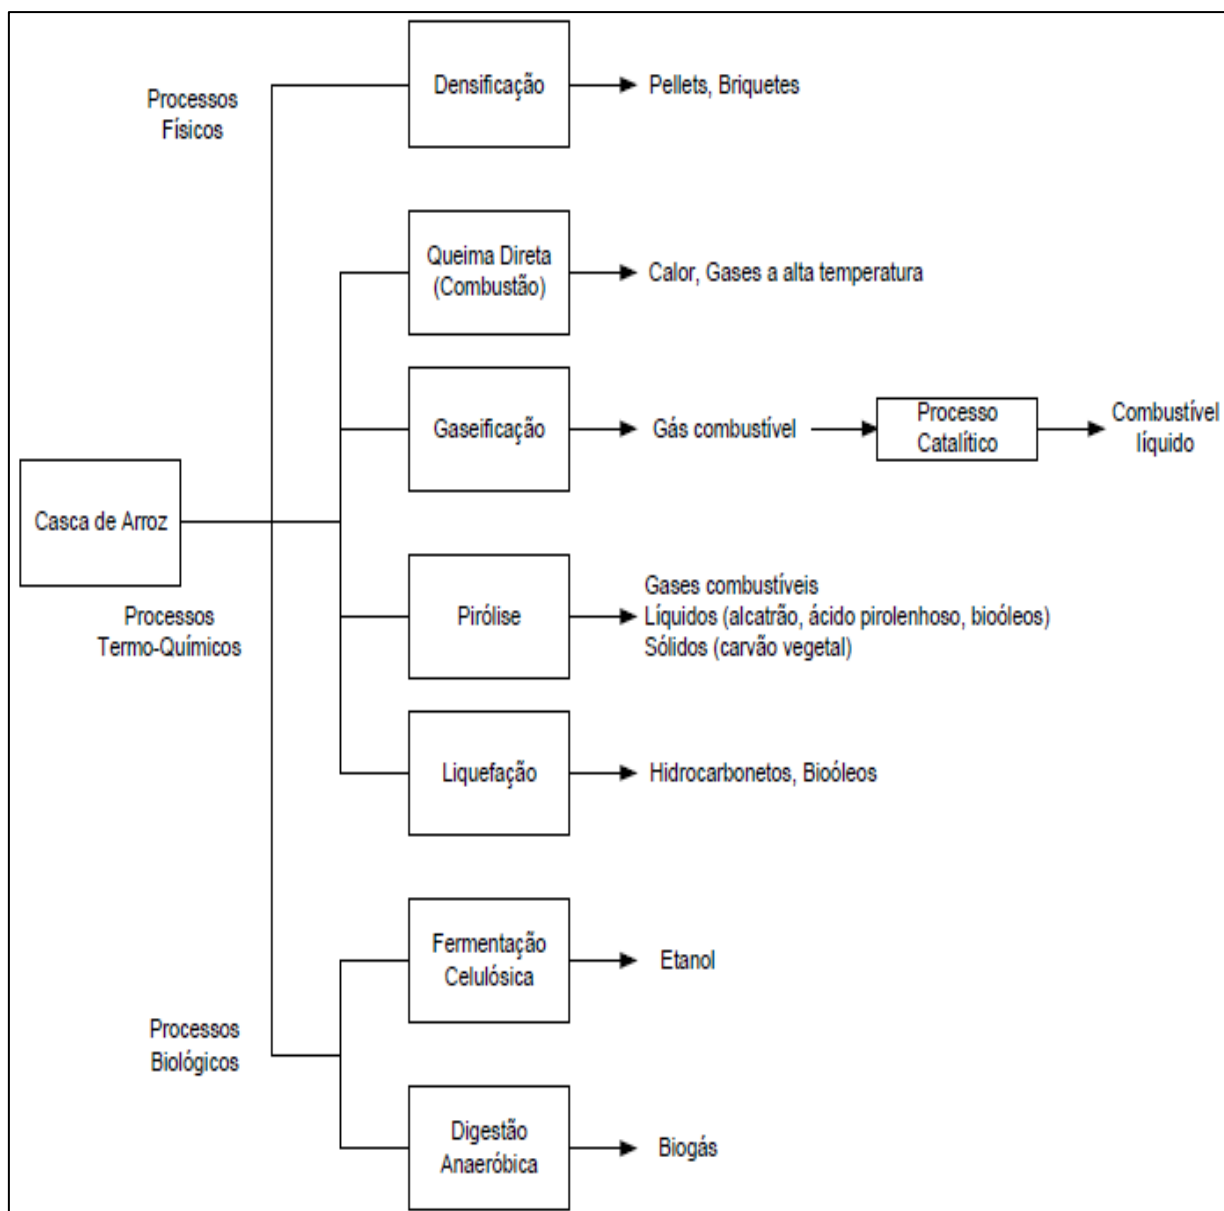 Processos
Físicos
Densificação
Pellets, Briquetes
Queima Direta
(Combustão)
Calor, Gases a alta temperatura
Gaseificação
Gás combustível
Processo
Catalítico
Combustível
líquido
Casca de Arroz
Processos
Termo-Químicos
Pirólise
Gases combustíveis
Líquidos (alcatrão, ácido pirolenhoso, bioóleos)
Sólidos (carvão vegetal)
Liquefação
Hidrocarbonetos, Bioóleos
Processos
Biológicos
Fermentação
Celulósica
Etanol
Digestão
Anaeróbica
Biogás